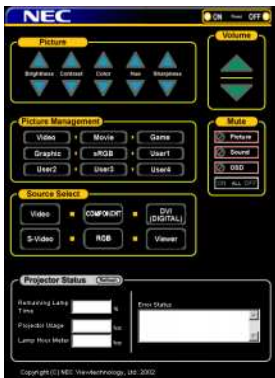 NEC
ON OFF
Picture
Volume
Brightness Contrast Color Hue Sharpness
Picture Management
Mute
Video Movie Game
Picture
Graphic sRGB User1
Sound
User2 User3 User4
OSD
ON ALL OFF
Source Select
Video COMPONENT DVI (DIGITAL)
S-Video RGB Viewer
Projector Status (Refresh)
Remaining Lamp
Time
%
Error Status
Projector Usage
Lamp Hour Meter
Copyright (C) NEC Viewtechnology, Ltd. 2002